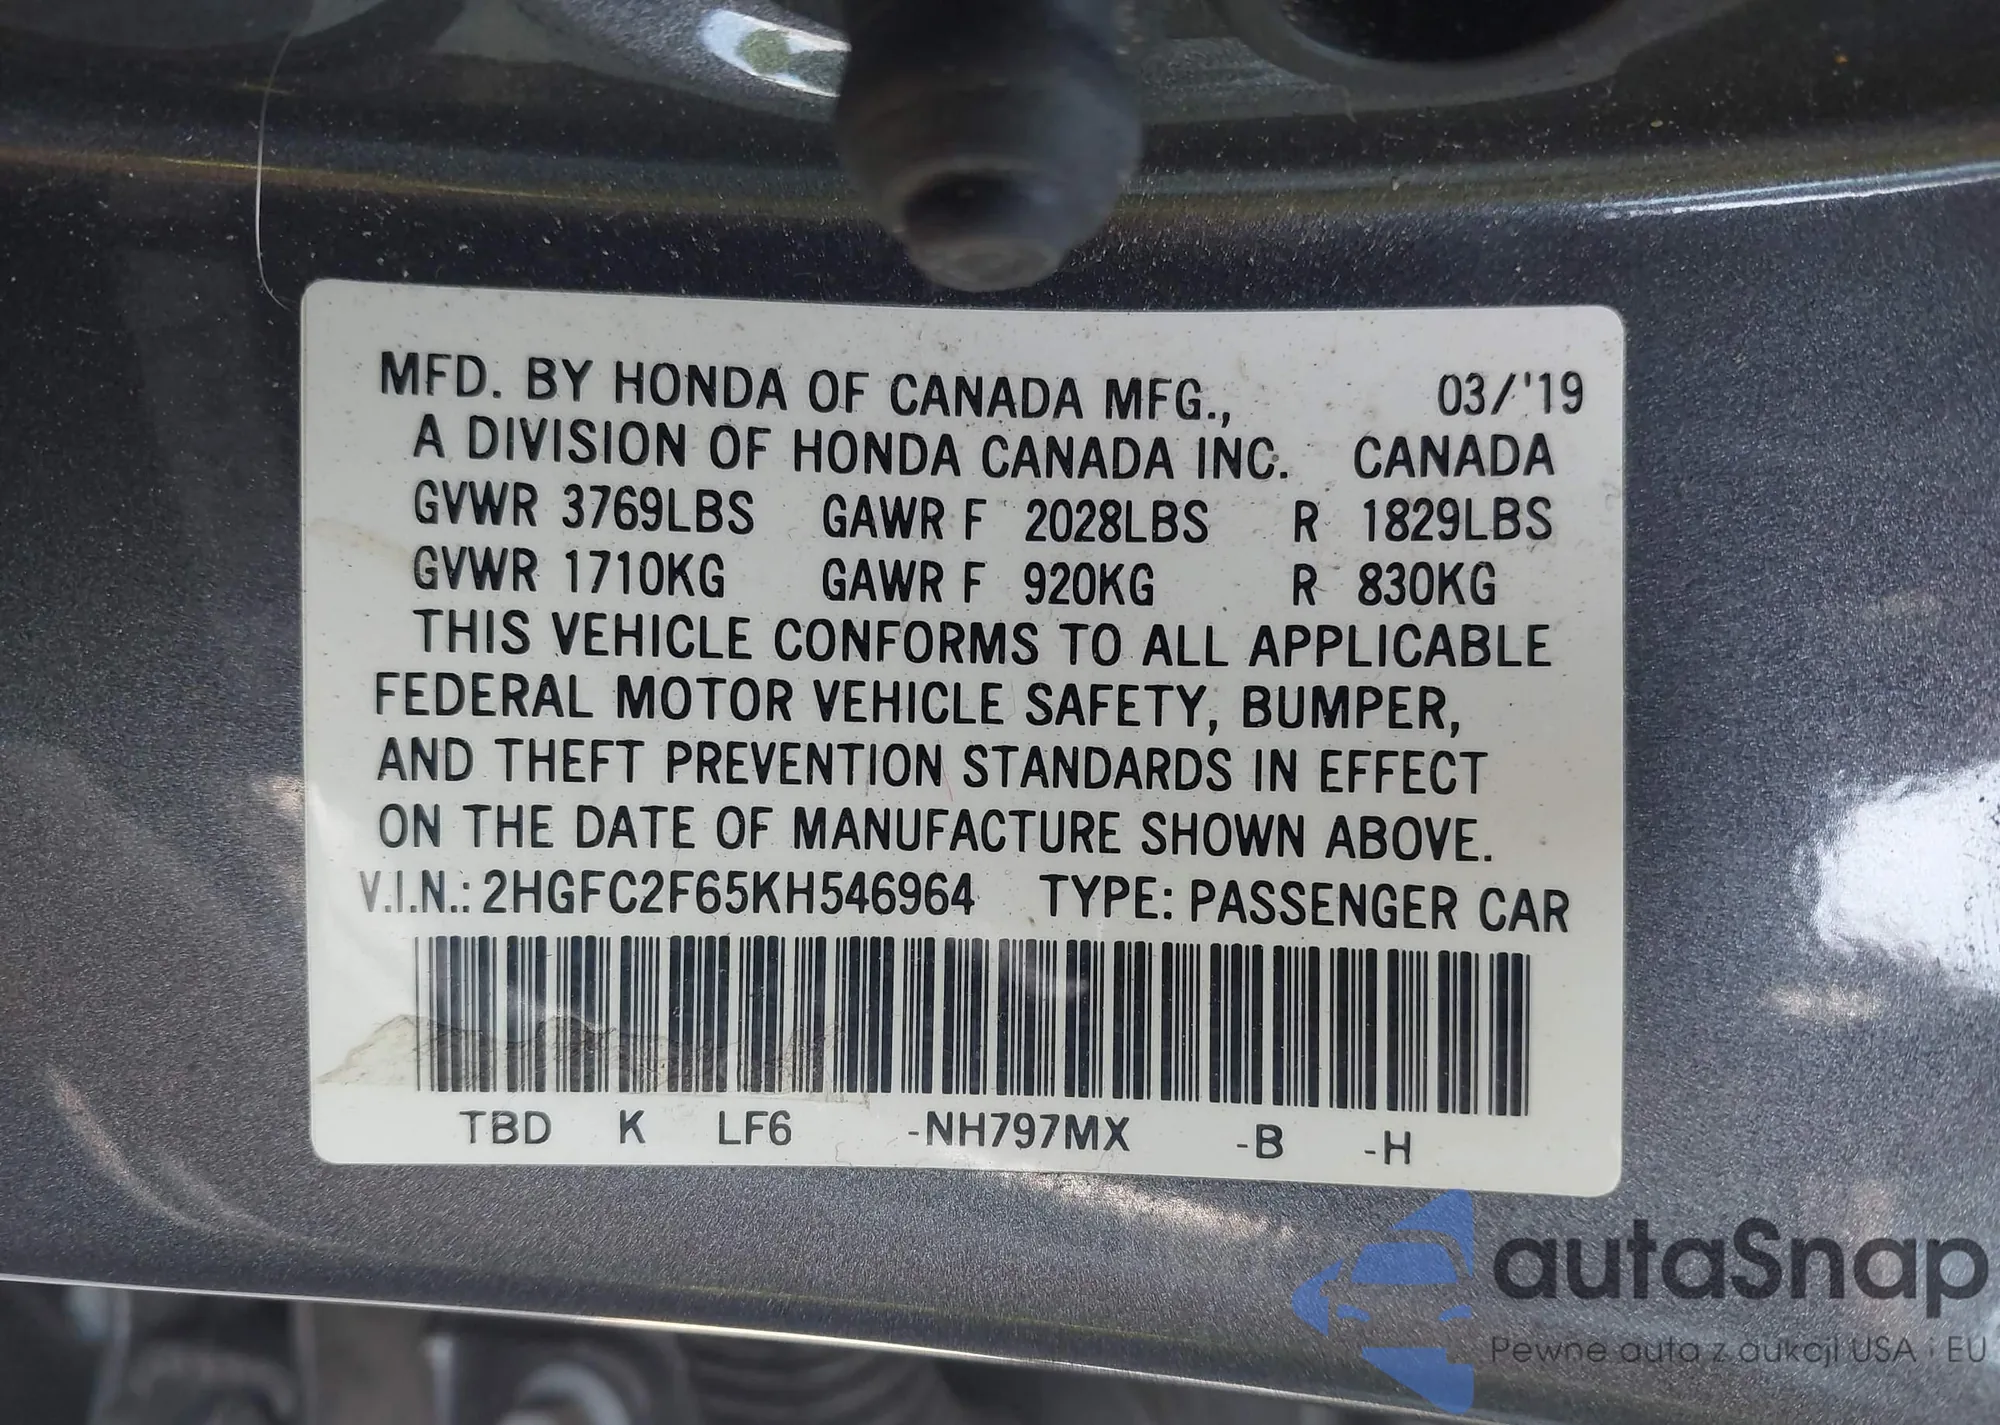 MFD. BY HONDA OF CANADA MFG., 03/'19
A DIVISION OF HONDA CANADA INC. CANADA
GVWR 3769LBS GAWR F 2028LBS R 1829LBS
GVWR 1710KG GAWR F 920KG R 830KG
THIS VEHICLE CONFORMS TO ALL APPLICABLE
FEDERAL MOTOR VEHICLE SAFETY, BUMPER,
AND THEFT PREVENTION STANDARDS IN EFFECT
ON THE DATE OF MANUFACTURE SHOWN ABOVE.
V.I.N.: 2HGFC2F65KH546964 TYPE: PASSENGER CAR
TBD K LF6 -NH797MX -B -H
autaSnap
Pewne auta z aukcji USA i EU